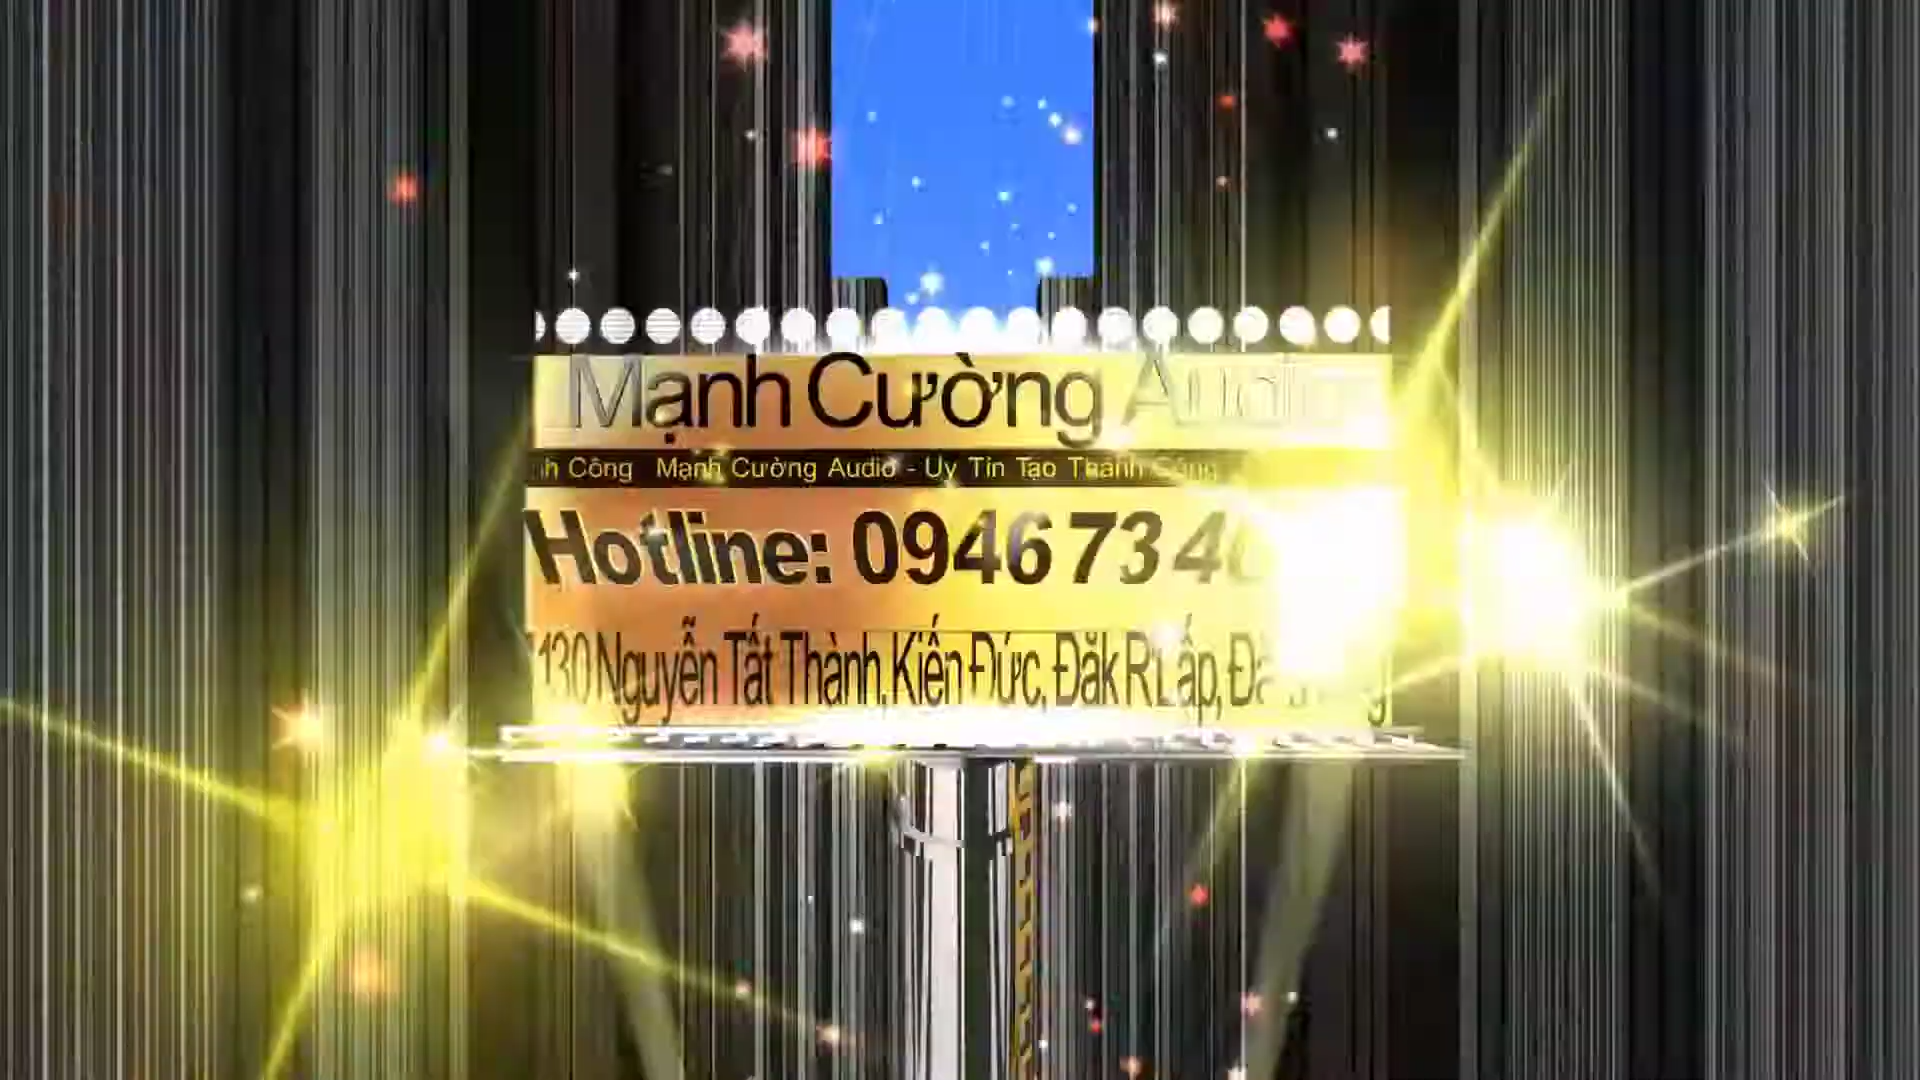 Mạnh Cường Audio
Công Mạnh Cường Audio - Uy Tín Tạo Thành Công
Hotline: 0946 73
130 Nguyễn Tất Thành, Kiến Đức, Đăk R'Lấp,